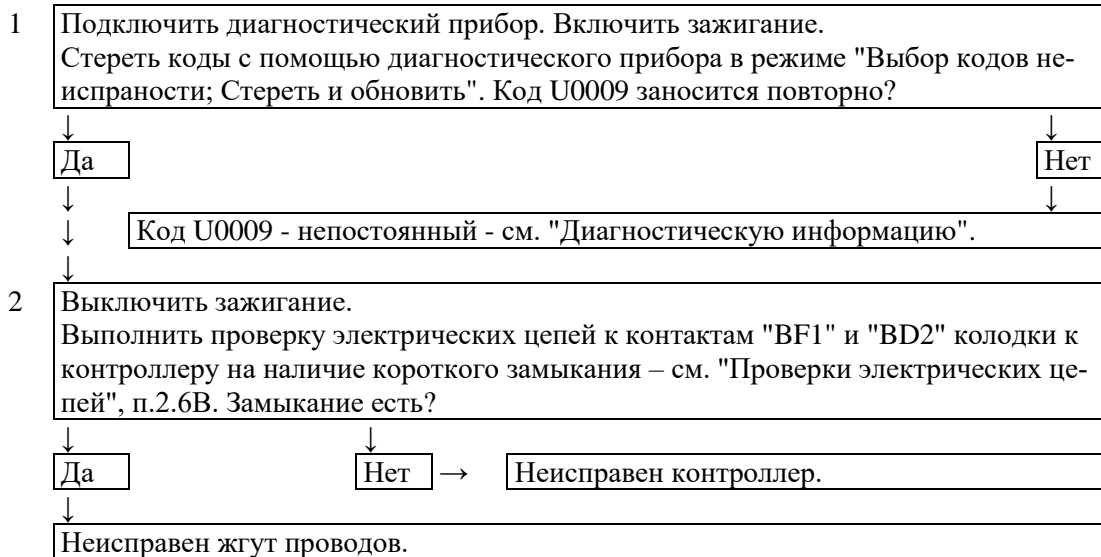 1 Подключить диагностический прибор. Включить зажигание.
Стереть коды с помощью диагностического прибора в режиме "Выбор кодов не-
испраности; Стереть и обновить". Код U0009 заносится повторно?
↓ ↓
Да Нет
↓ ↓
↓ Код U0009 - непостоянный - см. "Диагностическую информацию".
↓
2 Выключить зажигание.
Выполнить проверку электрических цепей к контактам "BF1" и "BD2" колодки к
контроллеру на наличие короткого замыкания – см. "Проверки электрических це-
пей", п.2.6В. Замыкание есть?
↓ ↓
Да Нет → Неисправен контроллер.
↓
Неисправен жгут проводов.